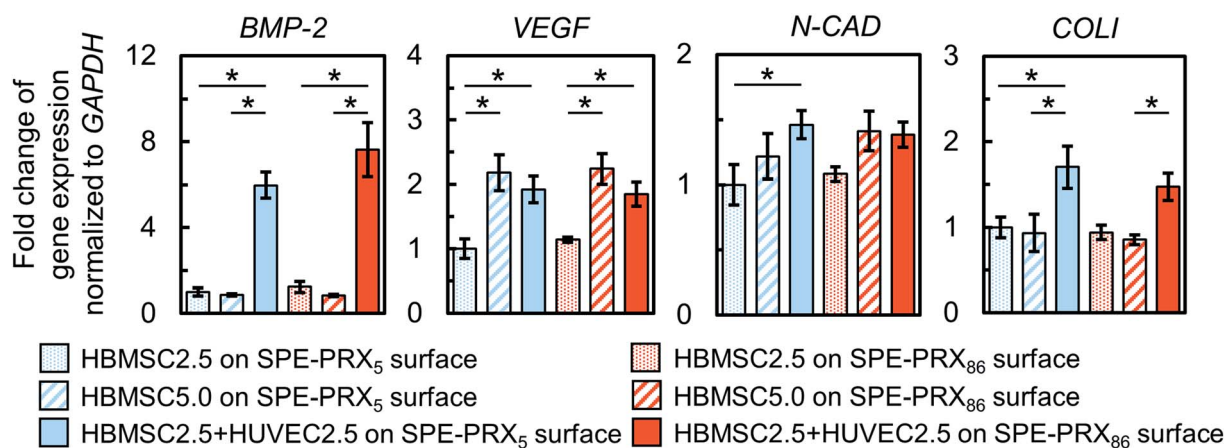 BMP-2
VEGF
N-CAD
COLI
Fold change of
gene expression
normalized to GAPDH
12
8
4
0
* *
* *
4
3
2
1
0
* *
* *
2
1
0
*
3
2
1
0
*
* *
HBMSC2.5 on SPE-PRX5 surface
HBMSC5.0 on SPE-PRX5 surface
HBMSC2.5+HUVEC2.5 on SPE-PRX5 surface
HBMSC2.5 on SPE-PRX86 surface
HBMSC5.0 on SPE-PRX86 surface
HBMSC2.5+HUVEC2.5 on SPE-PRX86 surface